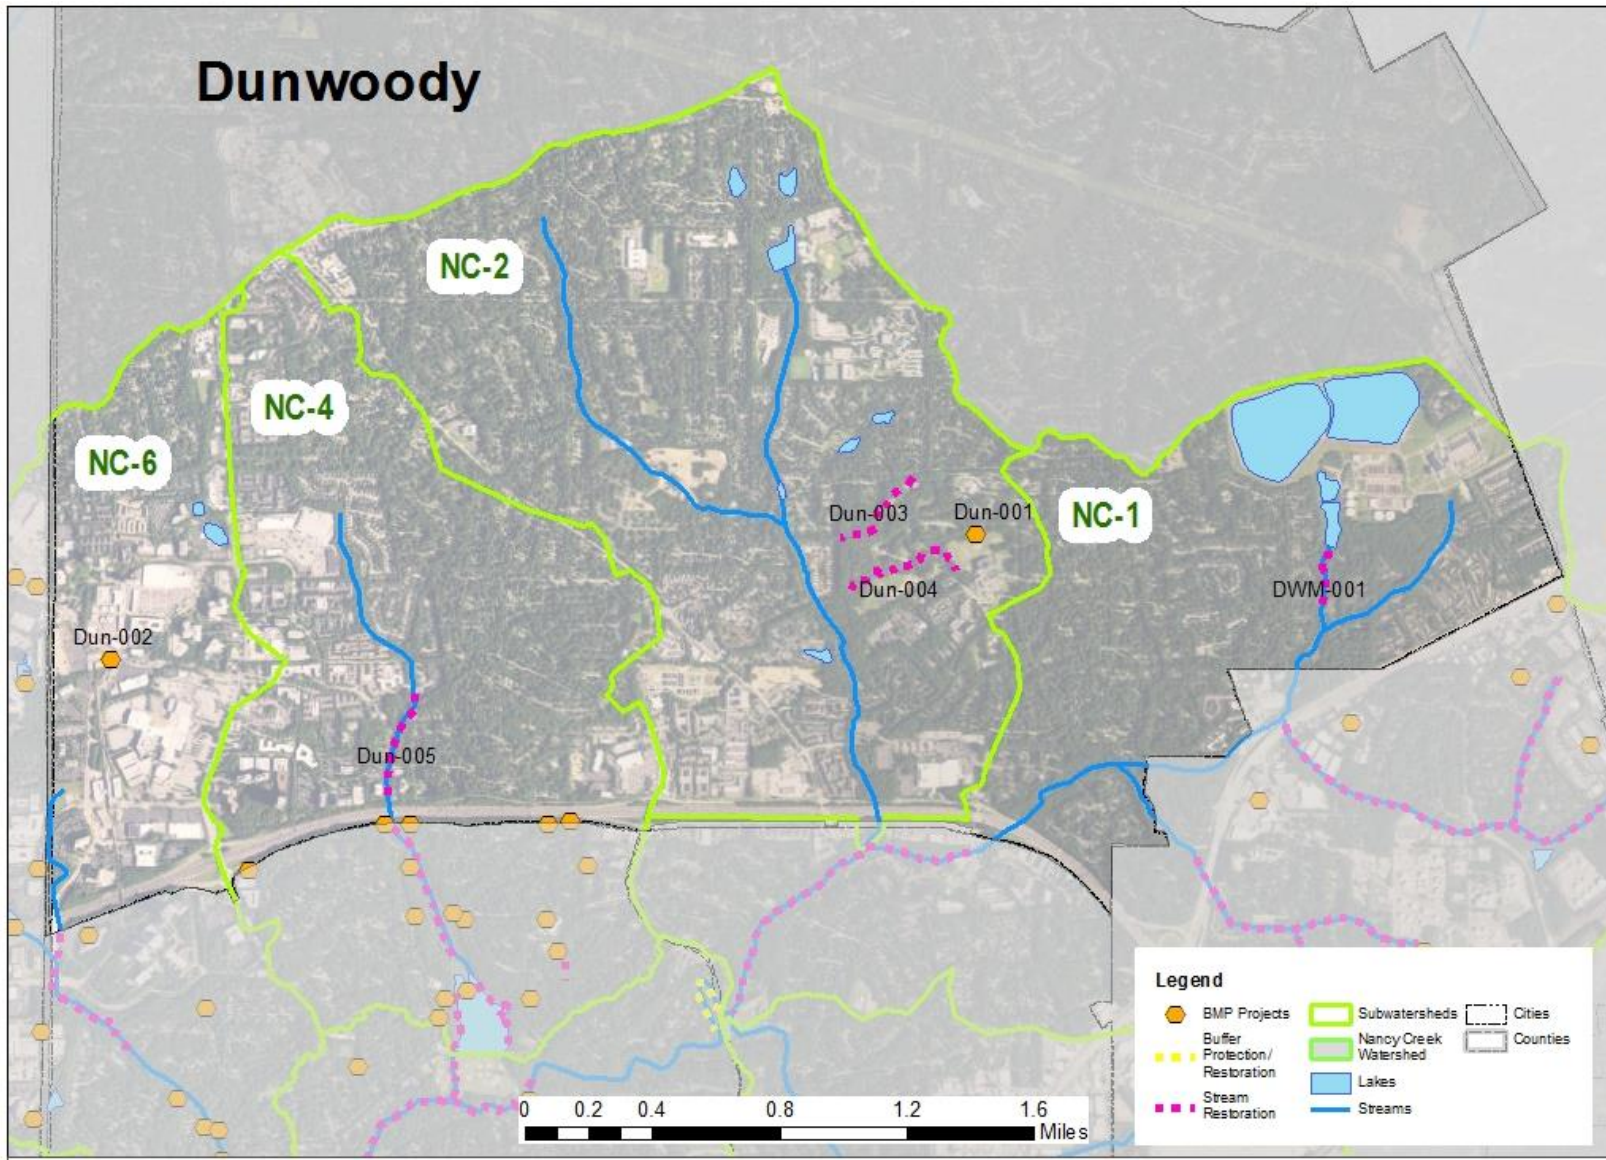 Dunwoody
NC-2
NC-4
NC-6
Dun-003
Dun-001
NC-1
Dun-004
DWM-001
Dun-002
Dun-005
Legend
BMP Projects
Buffer
Protection/
Restoration
Stream
Restoration
Subwatersheds
Nancy Creek
Watershed
Lakes
Streams
Cities
Counties
0 0.2 0.4 0.8 1.2 1.6
Miles